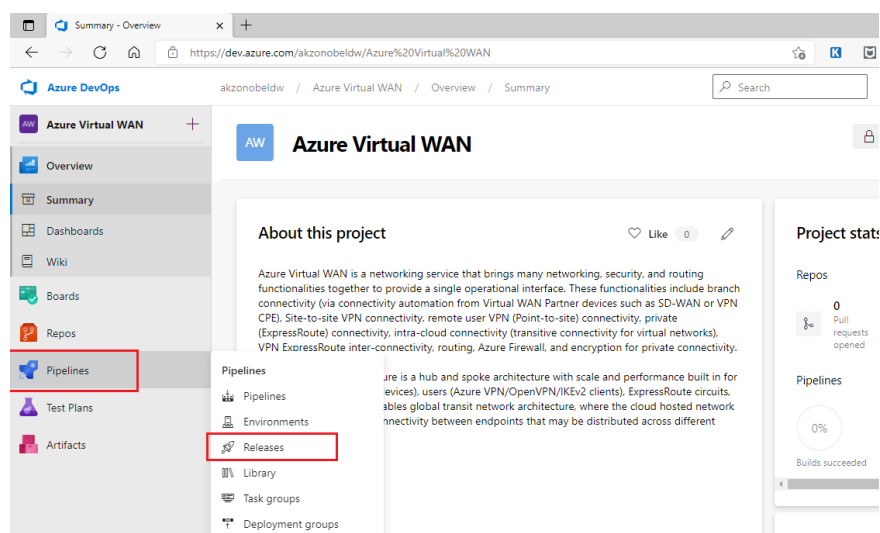 Summary - Overview
https://dev.azure.com/akzonobeldw/Azure%20Virtual%20WAN
K
Azure DevOps
akzonobeldw / Azure Virtual WAN / Overview / Summary
Search
AW
Azure Virtual WAN
Overview
Summary
Dashboards
Wiki
Boards
Repos
Pipelines
Test Plans
Artifacts
AW
Azure Virtual WAN
About this project
Like 0
Azure Virtual WAN is a networking service that brings many networking, security, and routing
functionalities together to provide a single operational interface. These functionalities include branch
connectivity (via connectivity automation from Virtual WAN Partner devices such as SD-WAN or VPN
CPE), Site-to-site VPN connectivity, remote user VPN (Point-to-site) connectivity, private
(ExpressRoute) connectivity, intra-cloud connectivity (transitive connectivity for virtual networks),
VPN ExpressRoute inter-connectivity, routing, Azure Firewall, and encryption for private connectivity.
ure is a hub and spoke architecture with scale and performance built in for
evices), users (Azure VPN/OpenVPN/IKEv2 clients), ExpressRoute circuits,
ables global transit network architecture, where the cloud hosted network
nnectivity between endpoints that may be distributed across different
Pipelines
Pipelines
Environments
Releases
Library
Task groups
Deployment groups
Project stats
Repos
0
Pull
requests
opened
Pipelines
0%
Builds succeeded